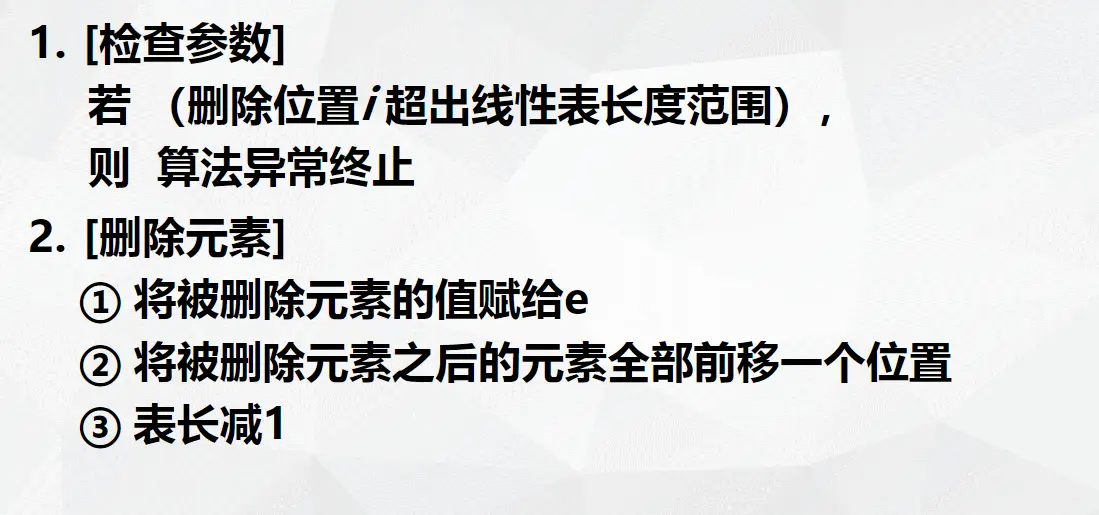 1. [检查参数]
若 （删除位置i超出线性表长度范围）,
则 算法异常终止
2. [删除元素]
① 将被删除元素的值赋给e
② 将被删除元素之后的元素全部前移一个位置
③ 表长减1